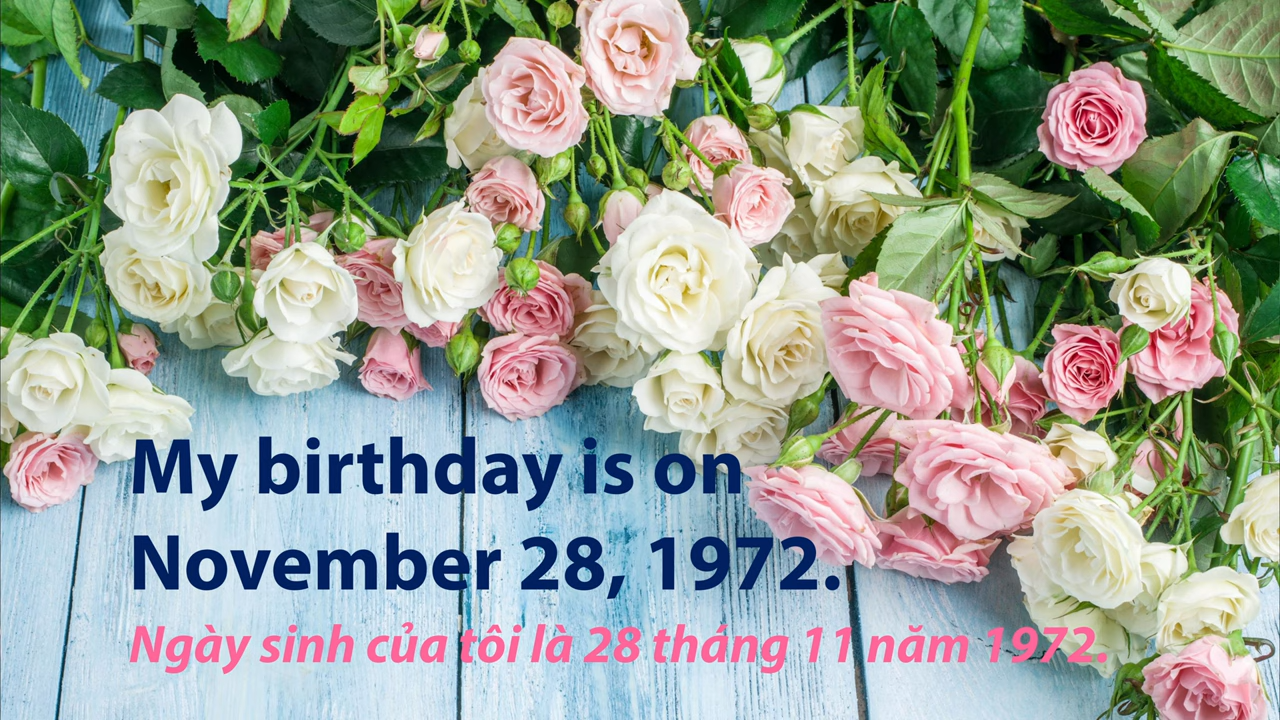 My birthday is on
November 28, 1972.
Ngày sinh của tôi là 28 tháng 11 năm 1972.